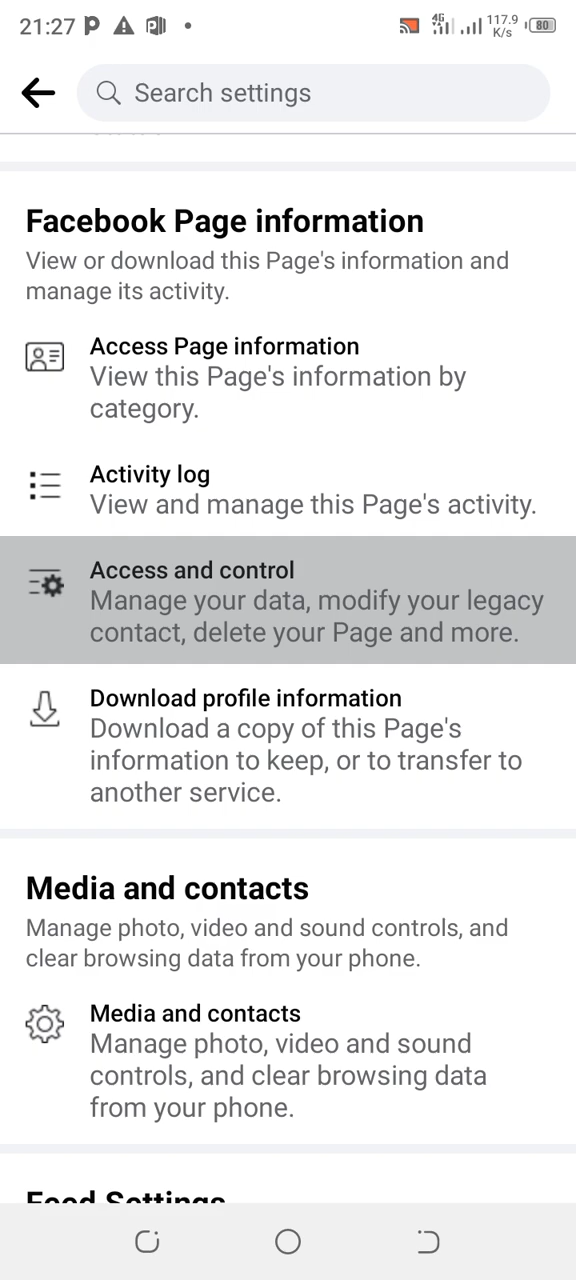 21:27
4G
117.9
K/s
80
Search settings
Facebook Page information
View or download this Page's information and
manage its activity.
Access Page information
View this Page's information by
category.
Activity log
View and manage this Page's activity.
Access and control
Manage your data, modify your legacy
contact, delete your Page and more.
Download profile information
Download a copy of this Page's
information to keep, or to transfer to
another service.
Media and contacts
Manage photo, video and sound controls, and
clear browsing data from your phone.
Media and contacts
Manage photo, video and sound
controls, and clear browsing data
from your phone.
Feed Settings